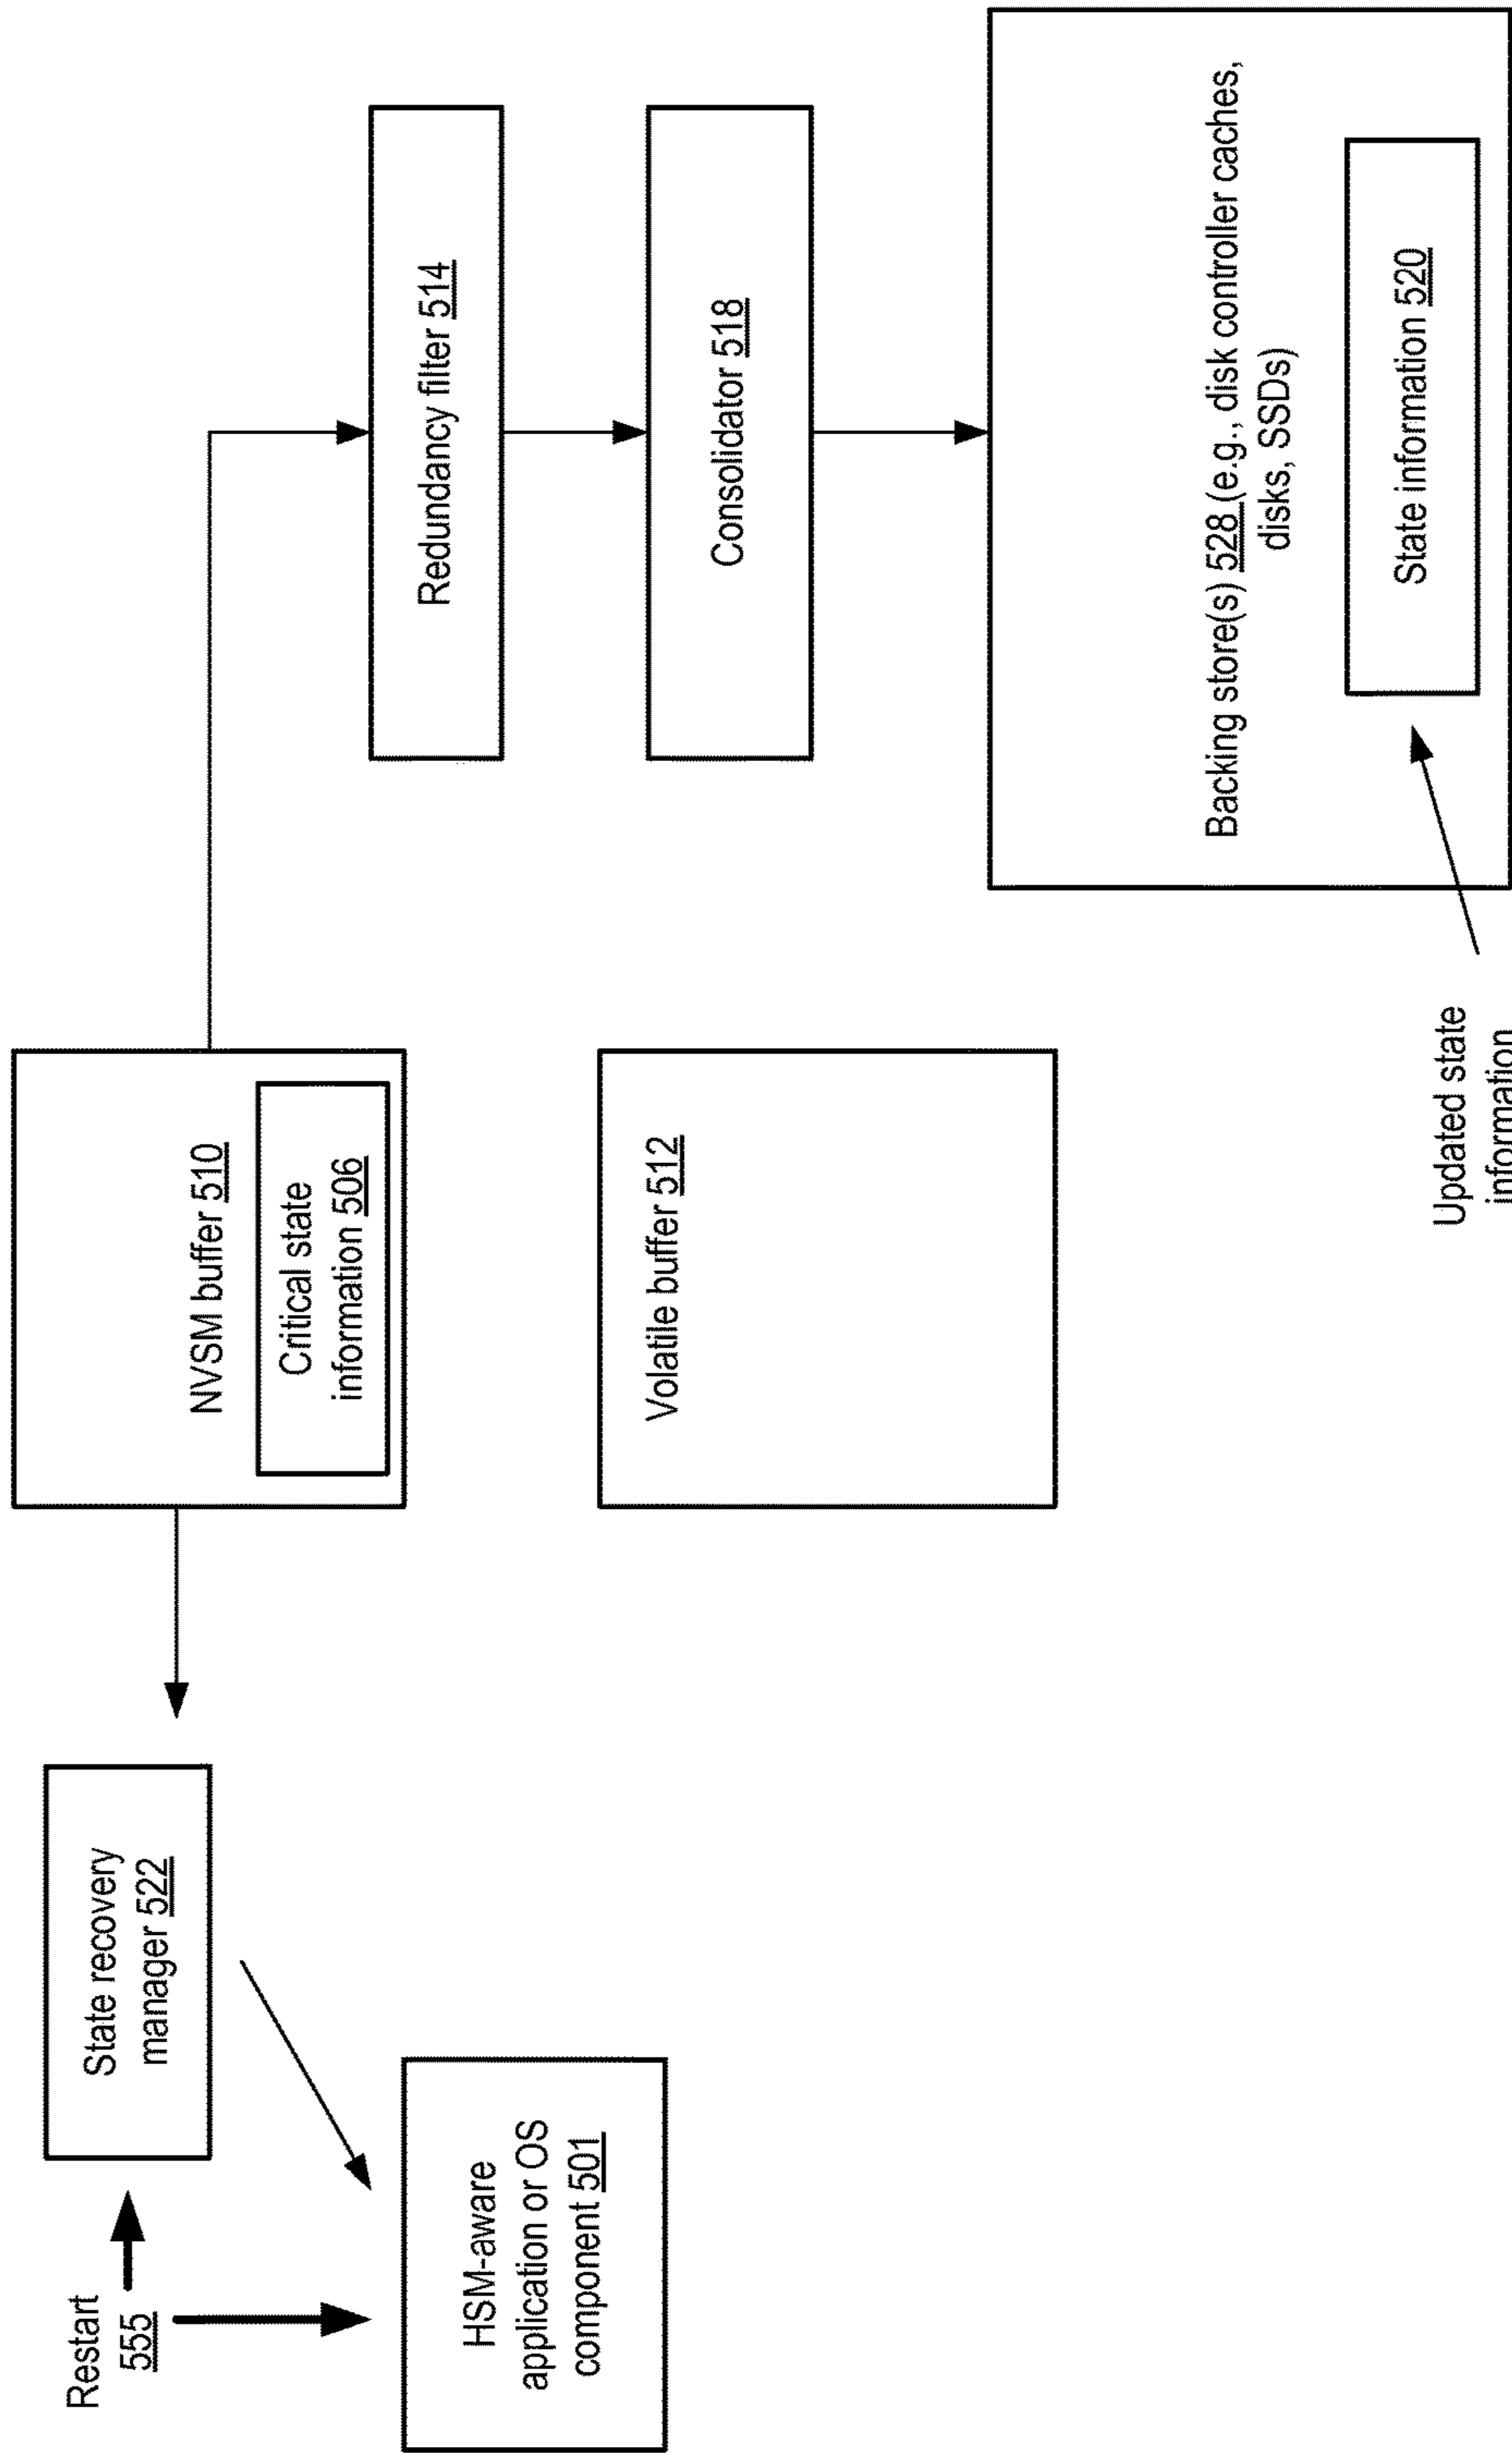 Restart
555
State recovery
manager 522
HSM-aware
application or OS
component 501
NVSM buffer 510
Critical state
information 506
Volatile buffer 512
Redundancy filter 514
Consolidator 518
Backing store(s) 528 (e.g., disk controller caches,
disks, SSDs)
State information 520
Updated state
information